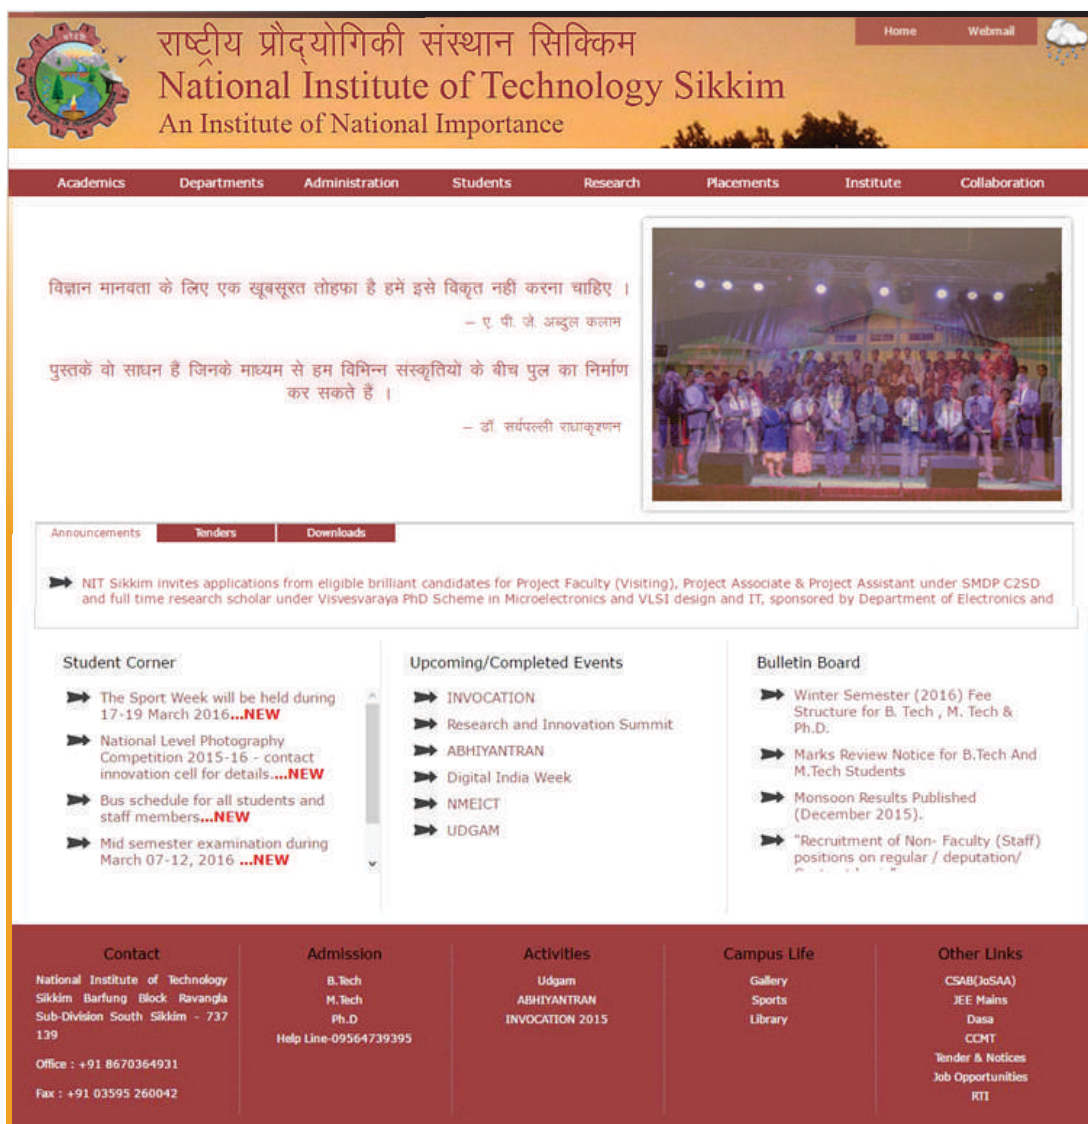 राष्ट्रीय प्रौद्योगिकी संस्थान सिक्किम
National Institute of Technology Sikkim
An Institute of National Importance
Home Webmail
Academics Departments Administration Students Research Placements Institute Collaboration
विज्ञान मानवता के लिए एक खूबसूरत तोहफा है हमें इसे विकृत नहीं करना चाहिए ।
– ए. पी. जे. अब्दुल कलाम
पुस्तकें वो साधन हैं जिनके माध्यम से हम विभिन्न संस्कृतियों के बीच पुल का निर्माण
कर सकते हैं ।
– डॉ. सर्वपल्ली राधाकृश्णन
Announcements Tenders Downloads
NIT Sikkim invites applications from eligible brilliant candidates for Project Faculty (Visiting), Project Associate & Project Assistant under SMDP C2SD
and full time research scholar under Visvesvaraya PhD Scheme in Microelectronics and VLSI design and IT, sponsored by Department of Electronics and
Student Corner
The Sport Week will be held during
17-19 March 2016...NEW
National Level Photography
Competition 2015-16 - contact
innovation cell for details....NEW
Bus schedule for all students and
staff members...NEW
Mid semester examination during
March 07-12, 2016 ...NEW
Upcoming/Completed Events
INVOCATION
Research and Innovation Summit
ABHIYANTRAN
Digital India Week
NMEICT
UDGAM
Bulletin Board
Winter Semester (2016) Fee
Structure for B. Tech , M. Tech &
Ph.D.
Marks Review Notice for B.Tech And
M.Tech Students
Monsoon Results Published
(December 2015).
"Recruitment of Non- Faculty (Staff)
positions on regular / deputation/
Contact
National Institute of Technology
Sikkim Barfung Block Ravangla
Sub-Division South Sikkim - 737
139
Office : +91 8670364931
Fax : +91 03595 260042
Admission
B.Tech
M.Tech
Ph.D
Help Line-09564739395
Activities
Udgam
ABHIYANTRAN
INVOCATION 2015
Campus Life
Gallery
Sports
Library
Other Links
CSAB(JoSAA)
JEE Mains
Dasa
CCMT
Tender & Notices
Job Opportunities
RTI